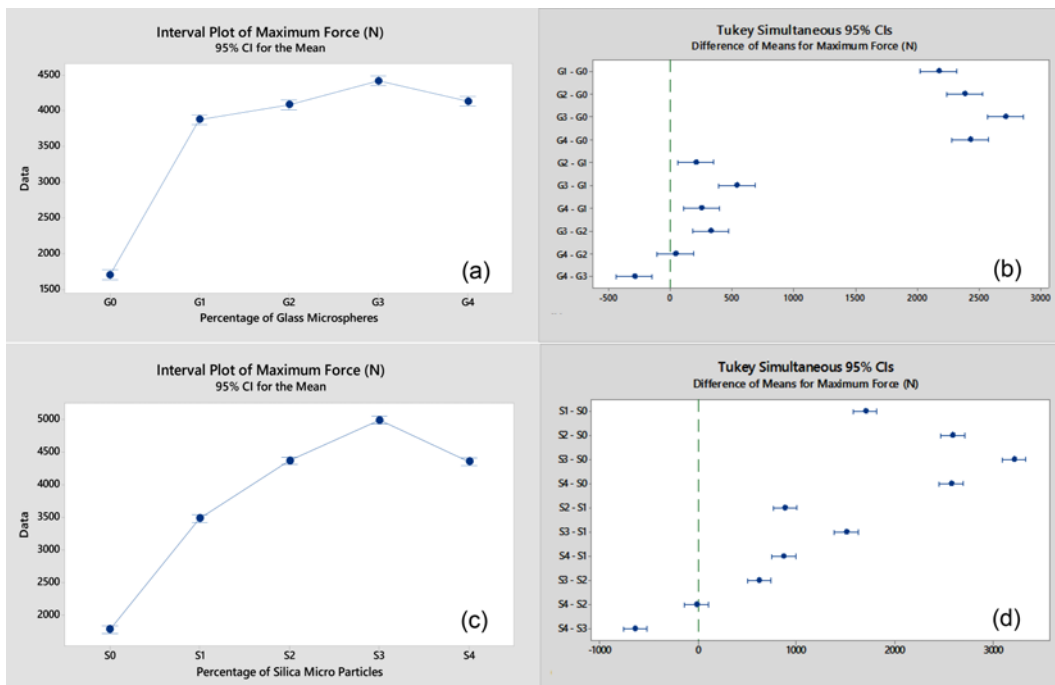 Interval Plot of Maximum Force (N)
95% CI for the Mean
4500
4000
3500
3000
2500
2000
1500
Data
G0 G1 G2 G3 G4
Percentage of Glass Microspheres
(a)
Tukey Simultaneous 95% CIs
Difference of Means for Maximum Force (N)
G1 - G0
G2 - G0
G3 - G0
G4 - G0
G2 - G1
G3 - G1
G4 - G1
G3 - G2
G4 - G2
G4 - G3
-500 0 500 1000 1500 2000 2500 3000
(b)
Interval Plot of Maximum Force (N)
95% CI for the Mean
5000
4500
4000
3500
3000
2500
2000
Data
S0 S1 S2 S3 S4
Percentage of Silica Micro Particles
(c)
Tukey Simultaneous 95% CIs
Difference of Means for Maximum Force (N)
S1 - S0
S2 - S0
S3 - S0
S4 - S0
S2 - S1
S3 - S1
S4 - S1
S3 - S2
S4 - S2
S4 - S3
-1000 0 1000 2000 3000
(d)